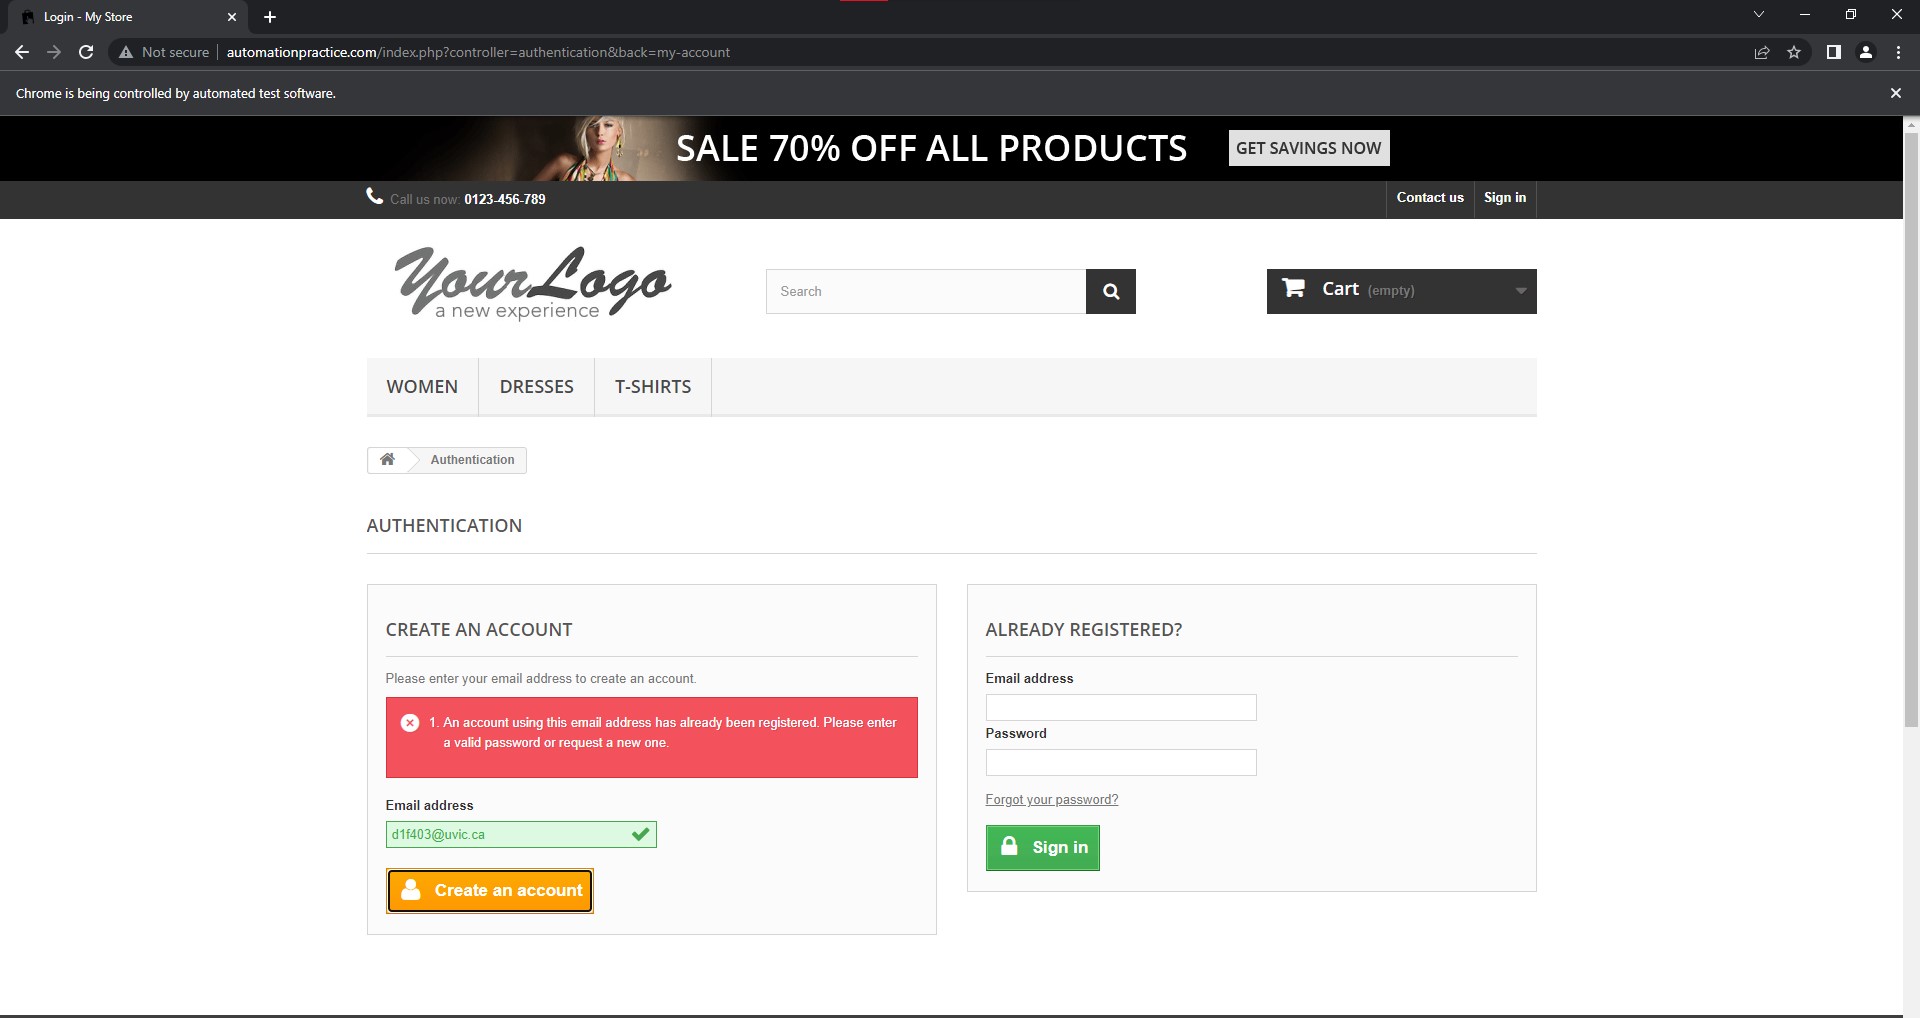 Login - My Store
Not secure
automationpractice.com/index.php?controller=authentication&back=my-account
Chrome is being controlled by automated test software.
SALE 70% OFF ALL PRODUCTS
GET SAVINGS NOW
Call us now: 0123-456-789
Contact us
Sign in
YourLogo
a new experience
Search
Cart (empty)
WOMEN
DRESSES
T-SHIRTS
Authentication
AUTHENTICATION
CREATE AN ACCOUNT
Please enter your email address to create an account.
1. An account using this email address has already been registered. Please enter
a valid password or request a new one.
Email address
d1f403@uvic.ca
Create an account
ALREADY REGISTERED?
Email address
Password
Forgot your password?
Sign in